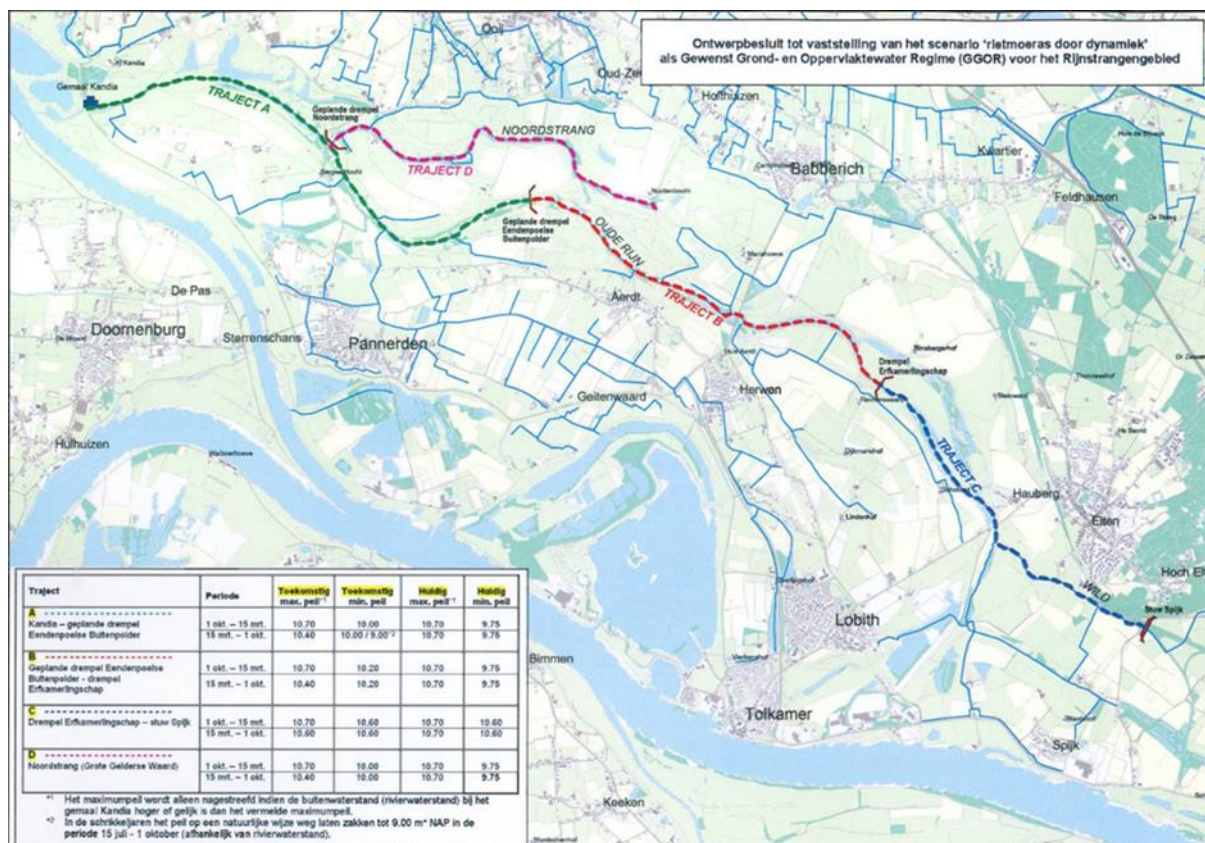 Ontwerpbesluit tot vaststelling van het scenario ‘rietmoeras door dynamiek’
als Gewenst Grond- en Oppervlaktewater Regime (GGOR) voor het Rijnstrangengebied
Ooij
Kandia
Gemaal Kandia
TRAJECT A
Geplande drempel
Noordstrang
NOORDSTRANG
TRAJECT D
Holthuizen
Babberich
Kwartier
Feldhausen
Geplande drempel
Eendenpoelse
Buitenpolder
OUDE RIJN
Aerdt
TRAJECT B
De Pas
Doornenburg
Sterrenschans
Pannerden
Geitenwaard
Herwen
Drempel
Erfkamerlingschap
Hulhuizen
TRAJECT C
Hauberg
Elten
Lindenhof
Hoch El
WILD
Stuw Spijk
Lobith
Bimmen
Tolkamer
Spijk
Keeken
Traject Periode Toekomstig max. peil*1 Toekomstig min. peil Huidig max. peil*1 Huidig min. peil
A
Kandia – geplande drempel 1 okt. – 15 mrt. 10.70 10.00 10.70 9.75
Eendenpoelse Buitenpolder 15 mrt. – 1 okt. 10.40 10.00 / 9.00*2 10.70 9.75
B
Geplande drempel Eendenpoelse 1 okt. – 15 mrt. 10.70 10.20 10.70 9.75
Buitenpolder - drempel
Erfkamerlingschap 15 mrt. – 1 okt. 10.40 10.20 10.70 9.75
C
Drempel Erfkamerlingschap – stuw Spijk 1 okt. – 15 mrt. 10.70 10.60 10.70 10.60
15 mrt. – 1 okt. 10.60 10.60 10.70 10.60
D
Noordstrang (Grote Gelderse Waard) 1 okt. – 15 mrt. 10.70 10.00 10.70 9.75
15 mrt. – 1 okt. 10.40 10.00 10.70 9.75
*1 Het maximumpeil wordt alleen nagestreefd indien de buitenwaterstand (rivierwaterstand) bij het
gemaal Kandia hoger of gelijk is dan het vermelde maximumpeil.
*2 In de schrikkeljaren het peil op een natuurlijke wijze weg laten zakken tot 9.00 m+ NAP in de
periode 15 juli - 1 oktober (afhankelijk van rivierwaterstand).